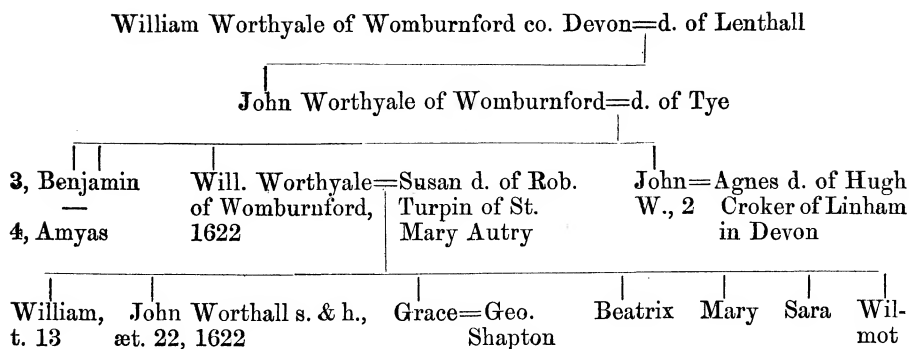 William Worthyale of Womburnford co. Devon=d. of Lenthall
John Worthyale of Womburnford=d. of Tye
3, Benjamin
—
4, Amyas
Will. Worthyale=Susan d. of Rob.
of Womburnford, Turpin of St.
1622 Mary Autry
John=Agnes d. of Hugh
W., 2 Croker of Linham
in Devon
William,
t. 13
John Worthall s. & h.,
æt. 22, 1622
Grace=Geo.
Shapton
Beatrix
Mary
Sara
Wil-
mot